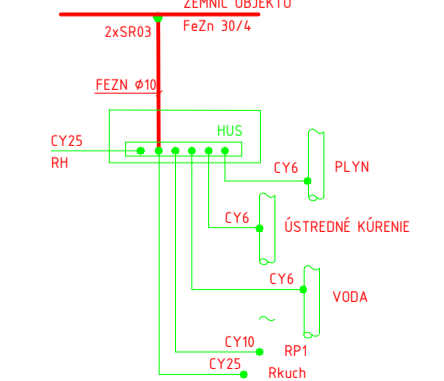 ZEMNIČ OBJEKTU
2xSR03
FeZn 30/4
FEZN Ø10
HUS
CY25
RH
CY6
PLYN
CY6
ÚSTREDNÉ KÚRENIE
CY6
VODA
CY10
RP1
CY25
Rkuch